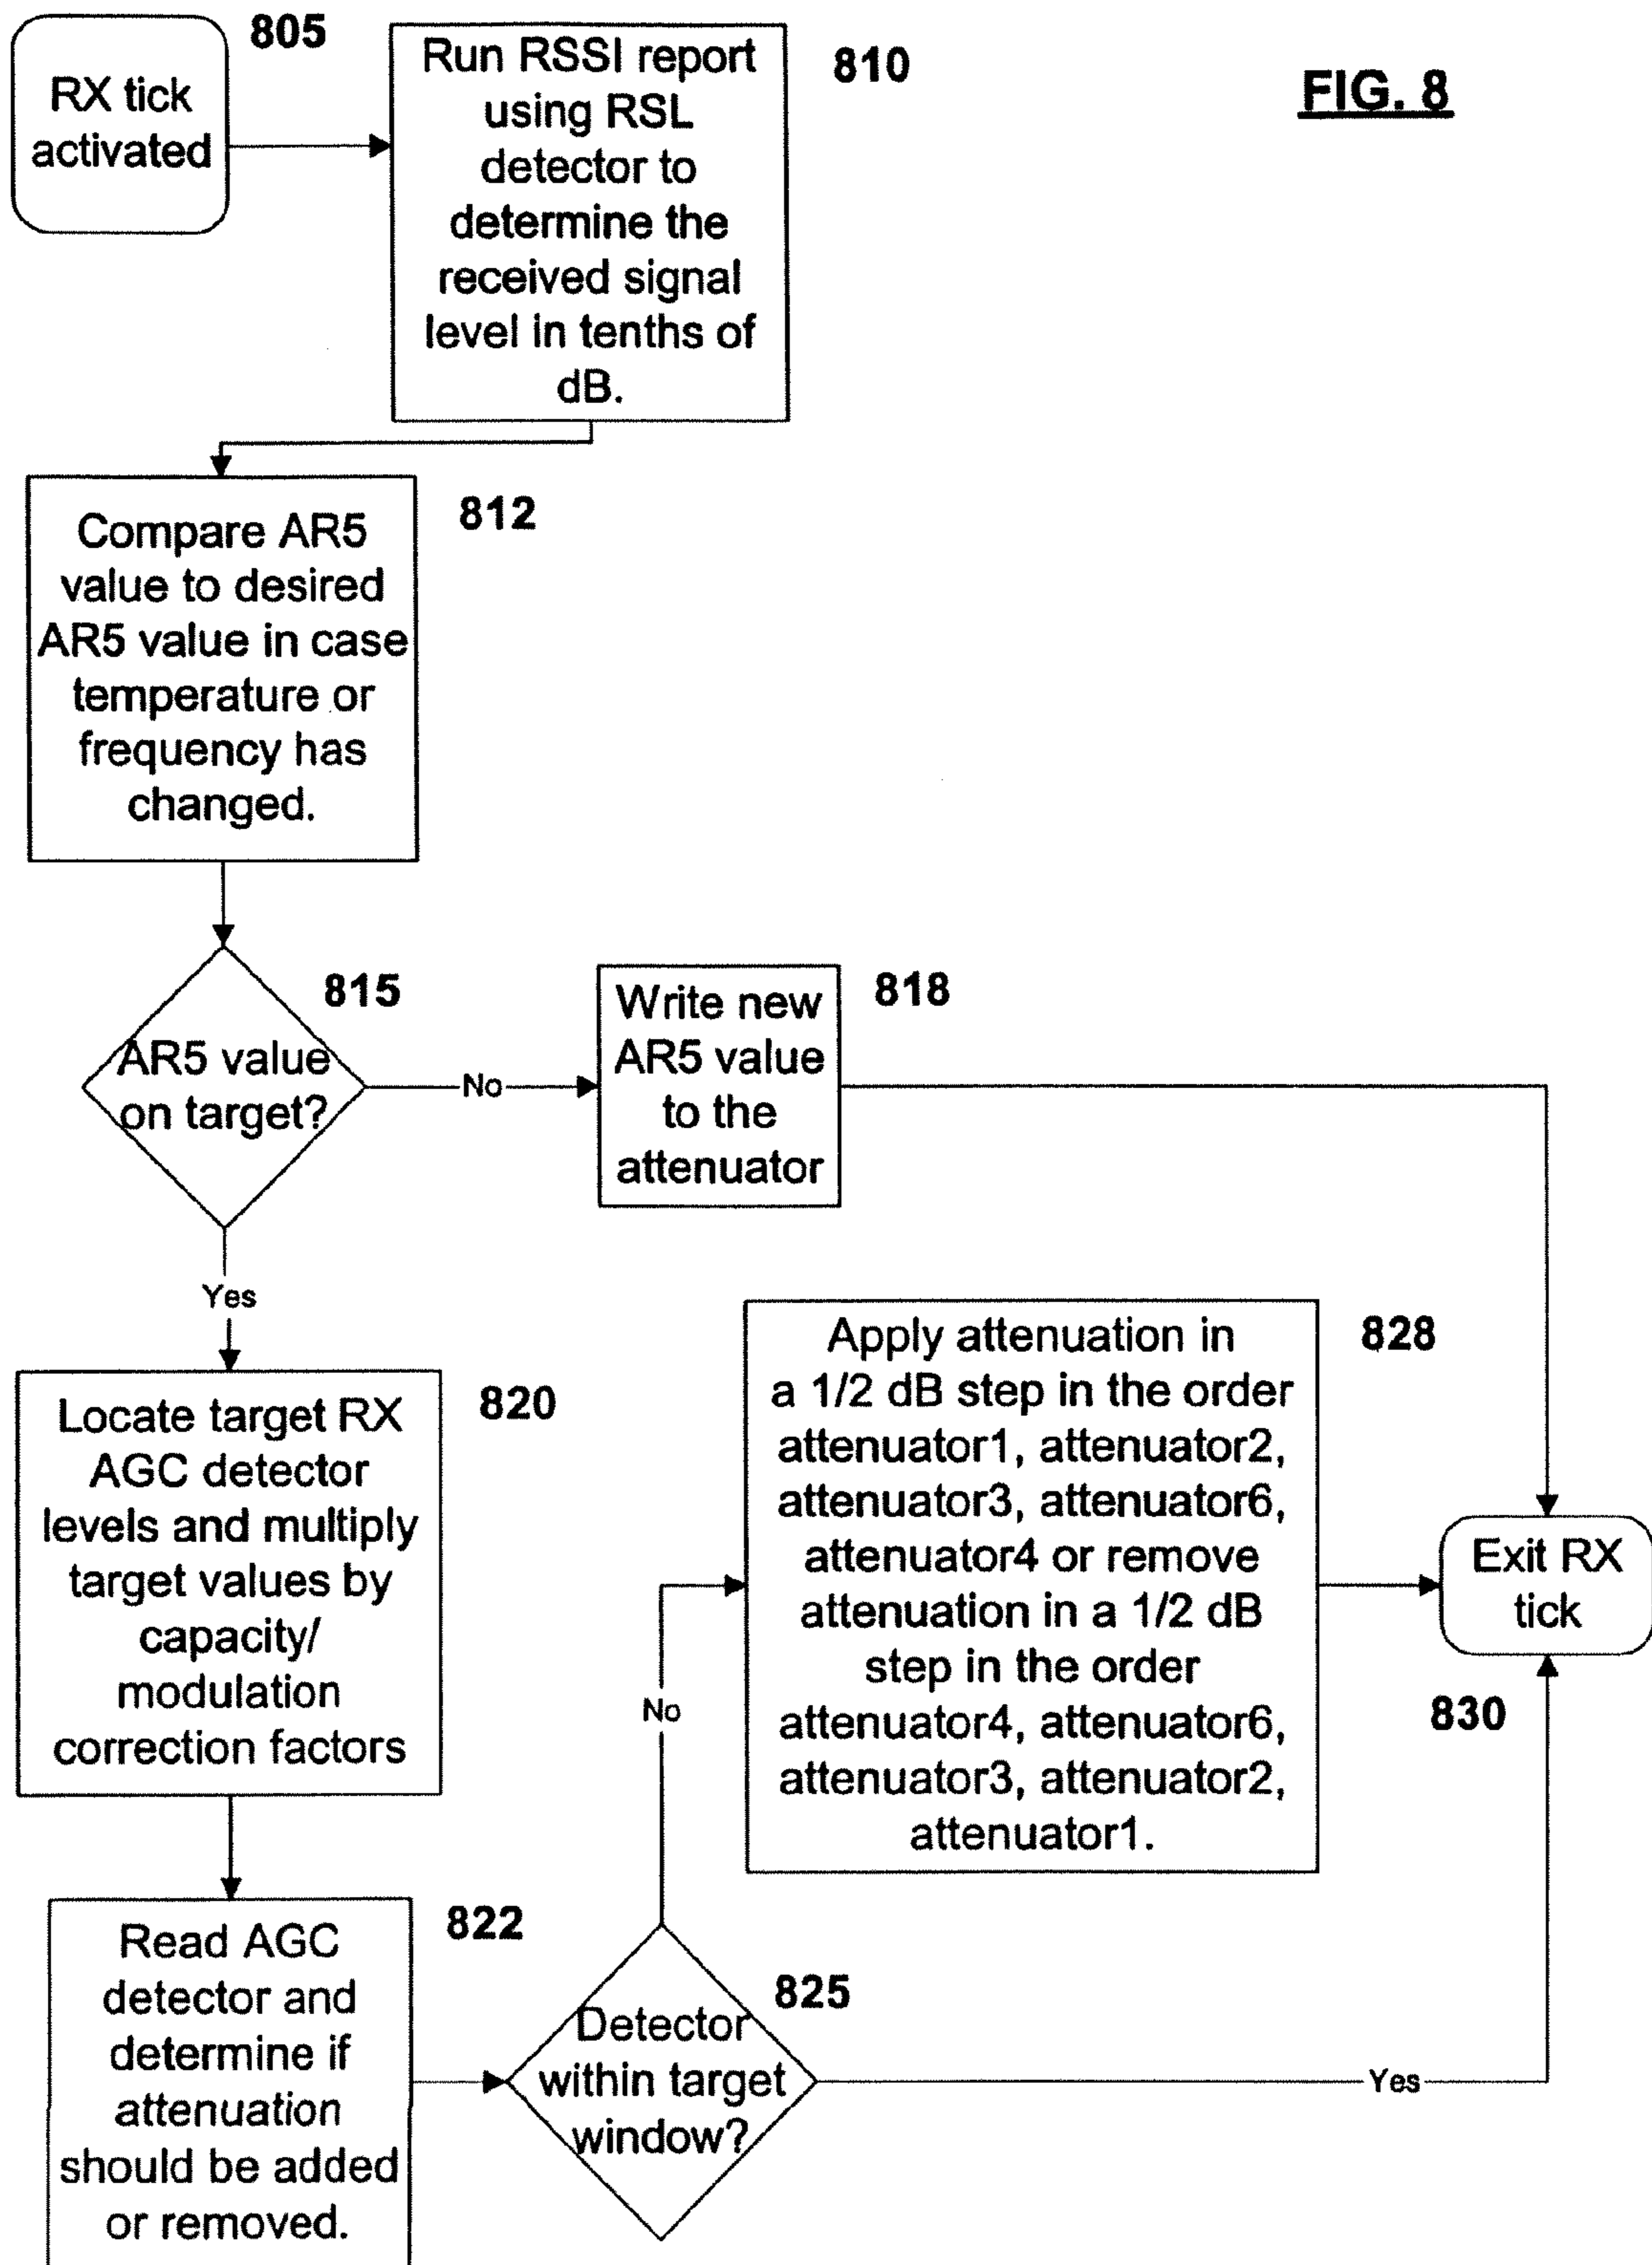 805
RX tick
activated
Run RSSI report
using RSL
detector to
determine the
received signal
level in tenths of
dB.
810
FIG. 8
Compare AR5
value to desired
AR5 value in case
temperature or
frequency has
changed.
812
815
AR5 value
on target?
No
Write new
AR5 value
to the
attenuator
818
Yes
Locate target RX
AGC detector
levels and multiply
target values by
capacity/
modulation
correction factors
820
Read AGC
detector and
determine if
attenuation
should be added
or removed.
822
825
Detector
within target
window?
No
Apply attenuation in
a 1/2 dB step in the order
attenuator1, attenuator2,
attenuator3, attenuator6,
attenuator4 or remove
attenuation in a 1/2 dB
step in the order
attenuator4, attenuator6,
attenuator3, attenuator2,
attenuator1.
828
Yes
Exit RX
tick
830